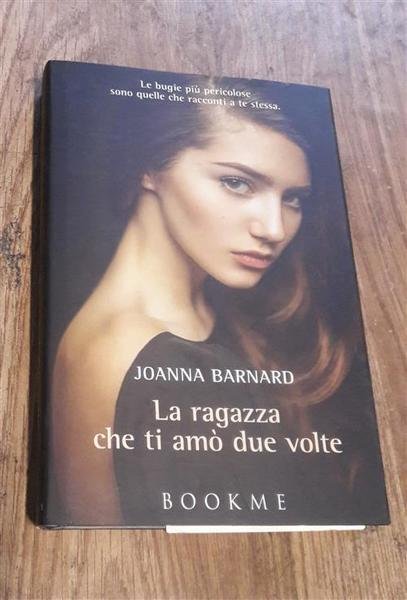 Le bugie più pericolose
sono quelle che racconti a te stessa.
JOANNA BARNARD
La ragazza
che ti amò due volte
BOOKME